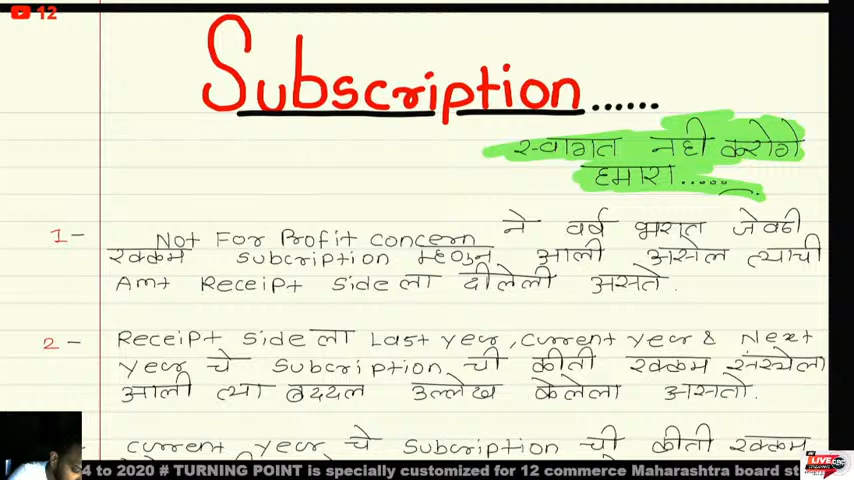 12
Subscription......
स्वागत नही करोगे
हमारा.....
1- Not For Profit concern ने वर्ष भरात जेवढी
रक्कम subcription म्हणुन आली असेल त्याची
Amt Receipt side ला दीलेली असते.
2- Receipt side ला Last year, current year & Next
year चे subscription ची कीती रक्कम संस्थेला
आली त्या बद्दल उल्लेख केलेला असतो.
current year चे subscription ची कीती रक्कम
4 to 2020 # TURNING POINT is specially customized for 12 commerce Maharashtra board st
LIVE